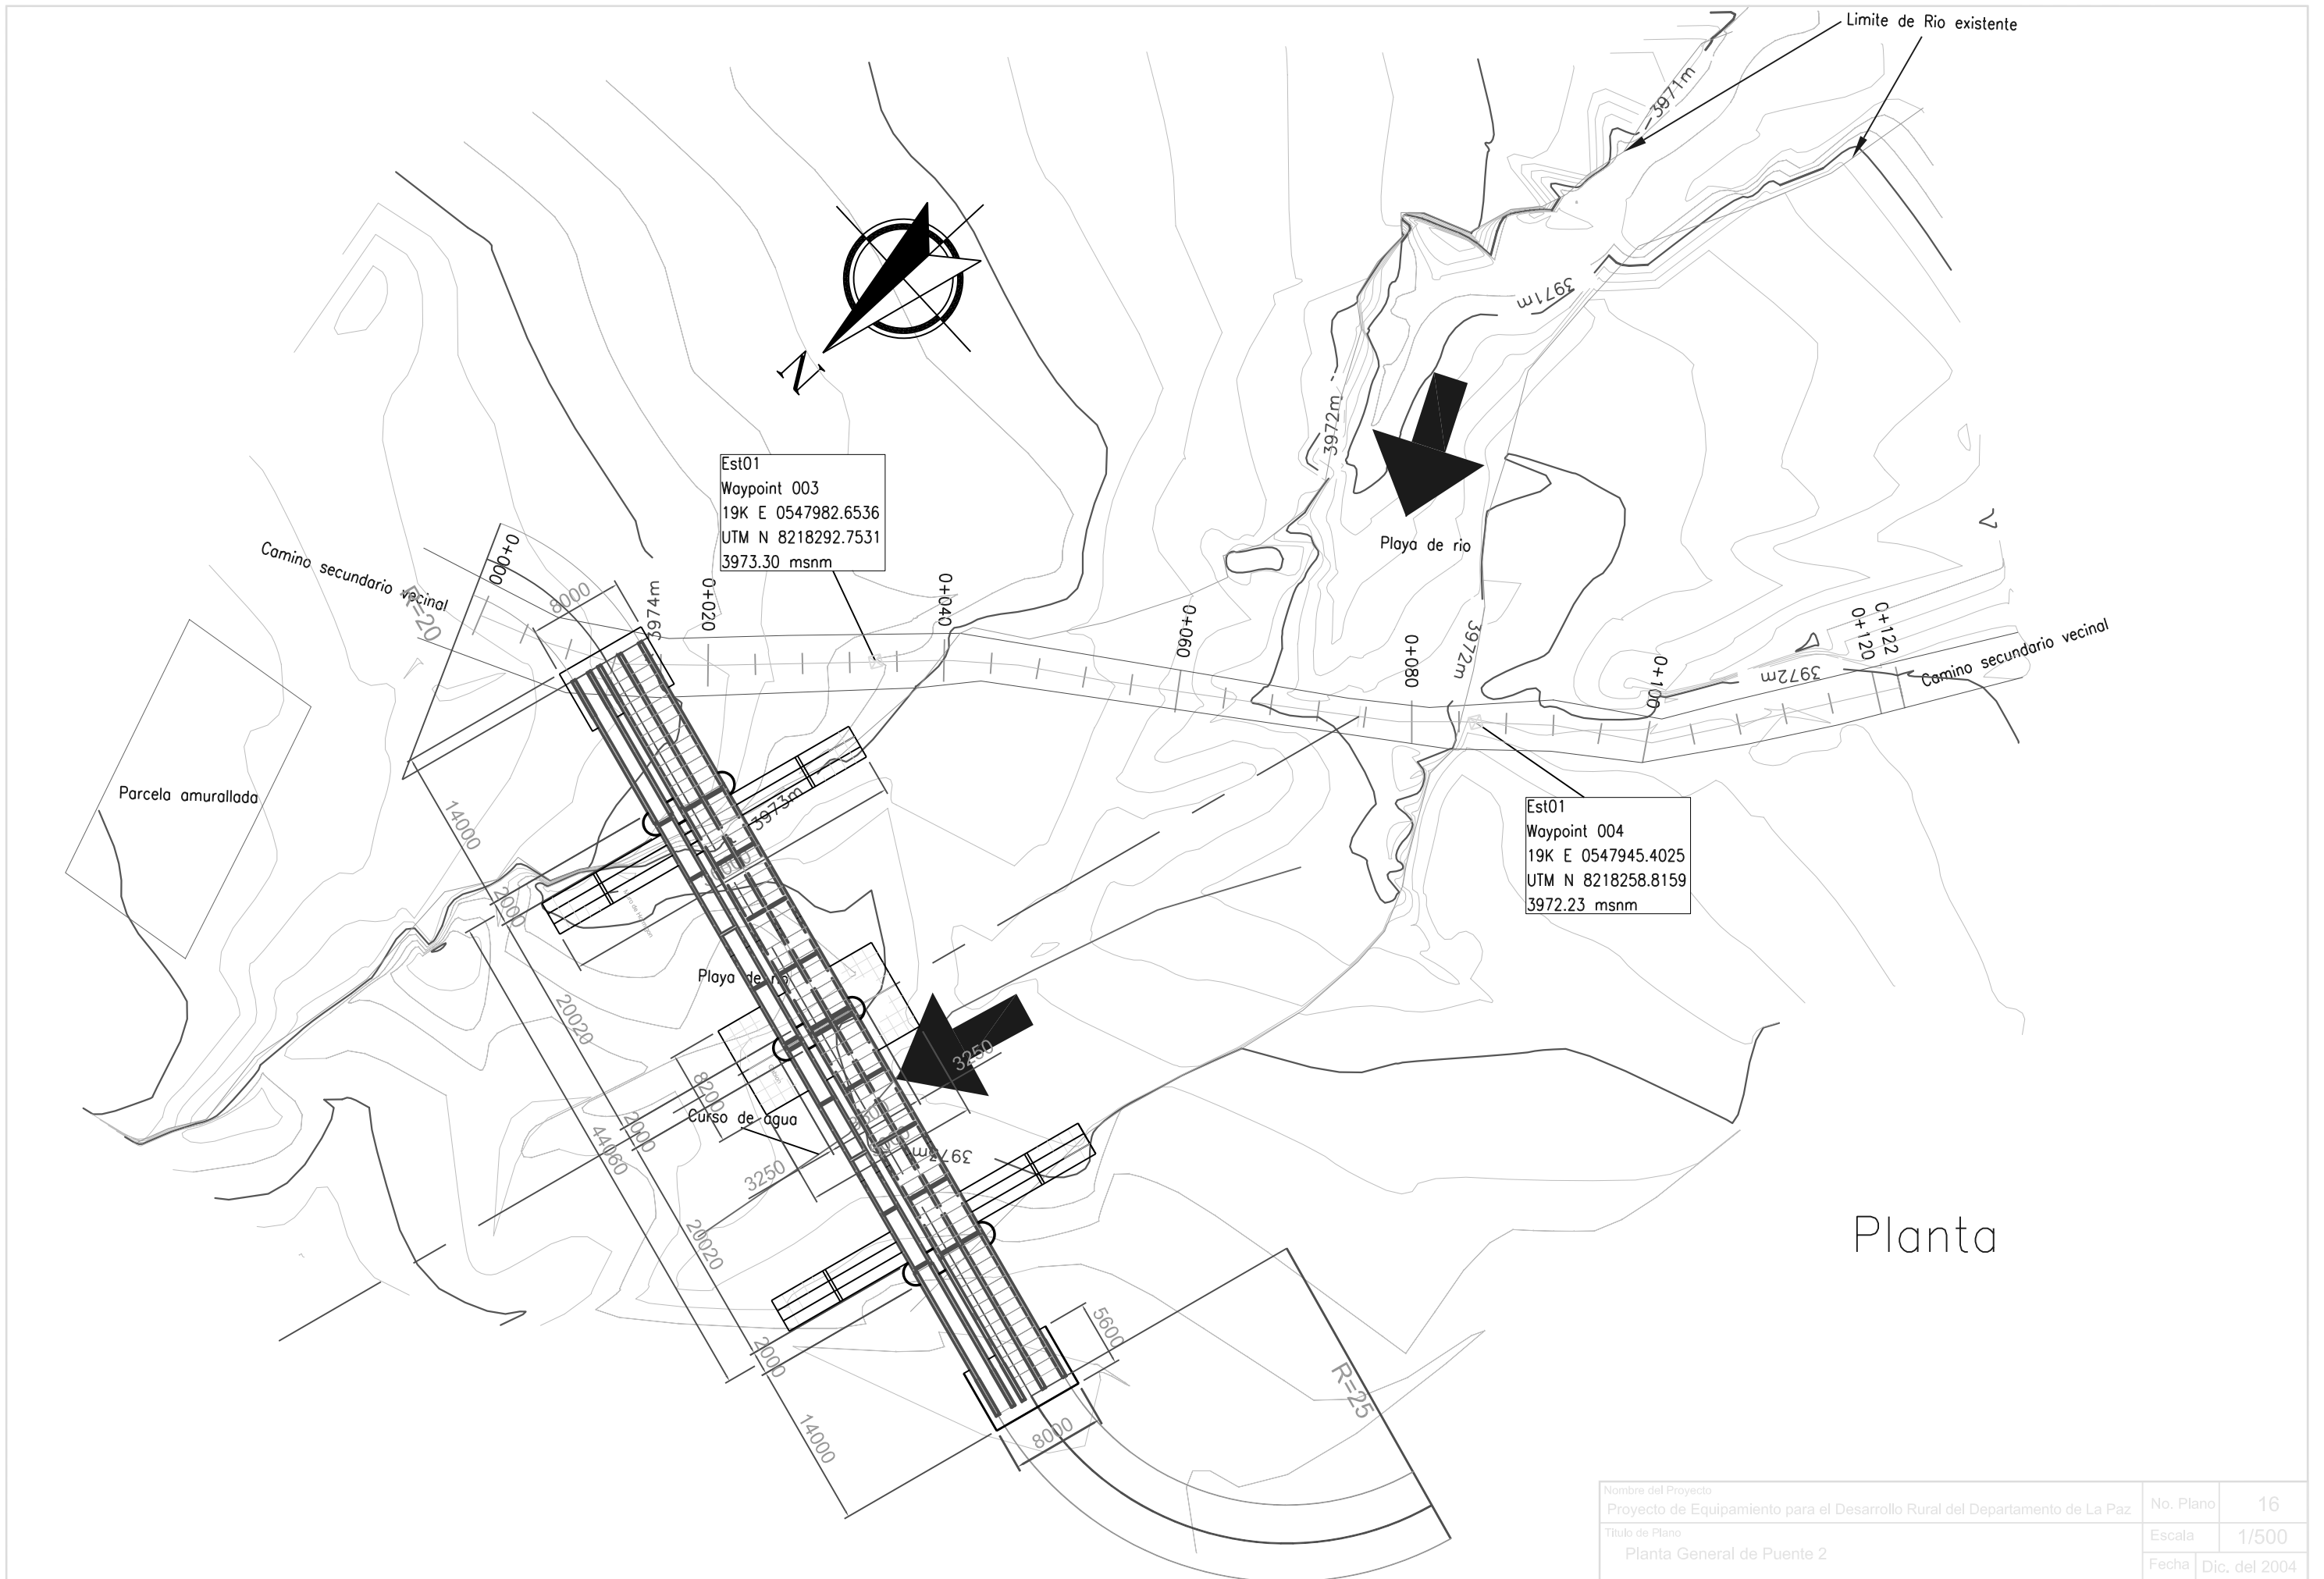 Limite de Rio existente
3971m
3971m
N
3972m
Est01
Waypoint 003
19K E 0547982.6536
UTM N 8218292.7531
3973.30 msnm
Playa de rio
Camino secundario vecinal
0+000
R=20
8000
3974m
0+020
0+040
0+060
0+080
3972m
0+100
3972m
0+120
0+122
Camino secundario vecinal
Parcela amurallada
14000
3973m
Est01
Waypoint 004
19K E 0547945.4025
UTM N 8218258.8159
3972.23 msnm
2000
Playa de rio
20020
3250
8200
Curso de agua
2000
44060
3973m
3250
20020
Planta
5600
2000
R=25
14000
8000
Nombre del Proyecto
Proyecto de Equipamiento para el Desarrollo Rural del Departamento de La Paz
No. Plano 16
Titulo de Plano
Planta General de Puente 2
Escala 1/500
Fecha Dic. del 2004